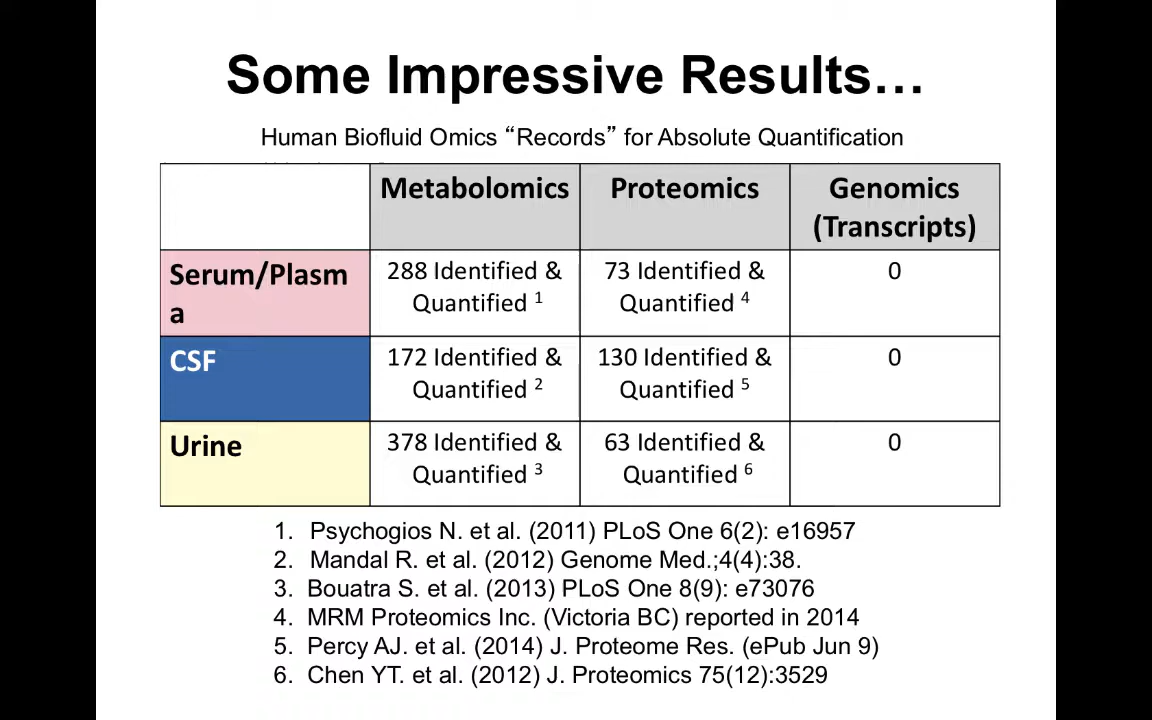 Some Impressive Results…
Human Biofluid Omics “Records” for Absolute Quantification
Metabolomics Proteomics Genomics
(Transcripts)
Serum/Plasm
a
288 Identified &
Quantified 1
73 Identified &
Quantified 4
0
CSF
172 Identified &
Quantified 2
130 Identified &
Quantified 5
0
Urine
378 Identified &
Quantified 3
63 Identified &
Quantified 6
0
1. Psychogios N. et al. (2011) PLoS One 6(2): e16957
2. Mandal R. et al. (2012) Genome Med.;4(4):38.
3. Bouatra S. et al. (2013) PLoS One 8(9): e73076
4. MRM Proteomics Inc. (Victoria BC) reported in 2014
5. Percy AJ. et al. (2014) J. Proteome Res. (ePub Jun 9)
6. Chen YT. et al. (2012) J. Proteomics 75(12):3529